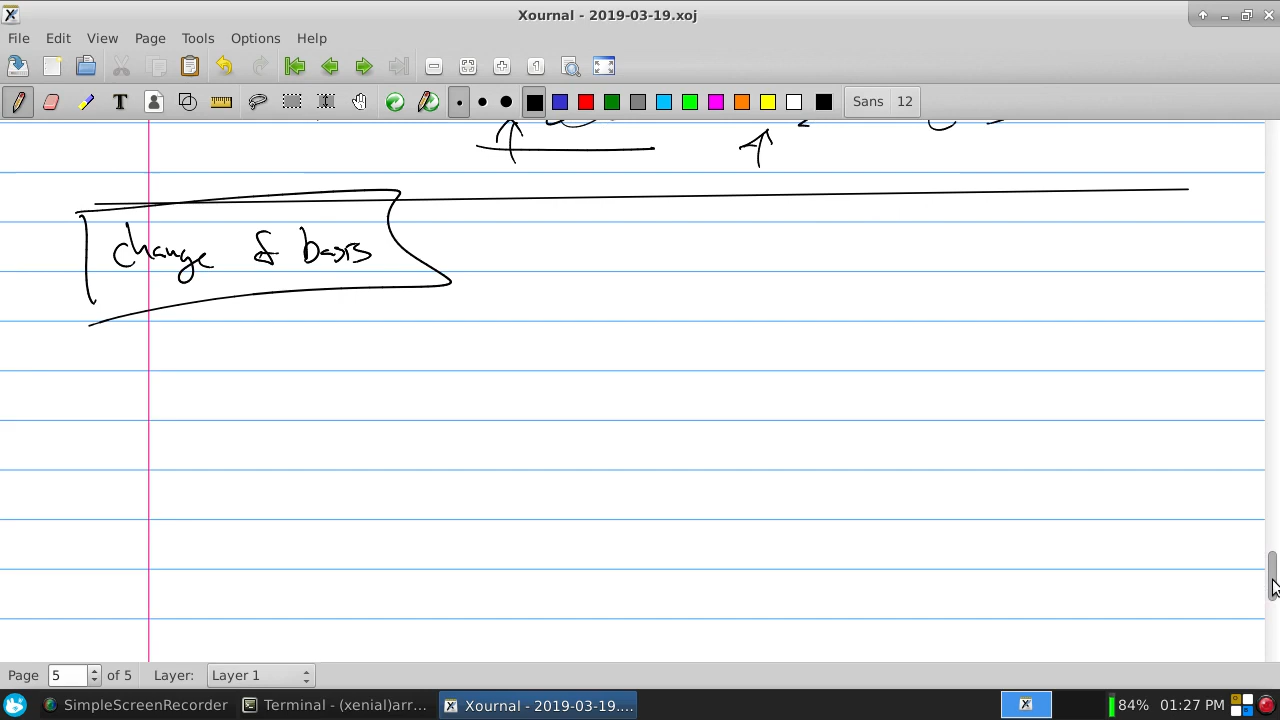 Xournal - 2019-03-19.xoj
File Edit View Page Tools Options Help
Sans 12
change of basis
Page 5 of 5 Layer: Layer 1
SimpleScreenRecorder Terminal - (xenial)arr... Xournal - 2019-03-19.... 84% 01:27 PM